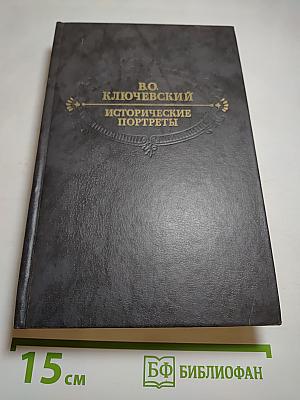 В.О.
КЛЮЧЕВСКИЙ
ИСТОРИЧЕСКИЕ
ПОРТРЕТЫ
15 см
БФ БИБЛИОФАН